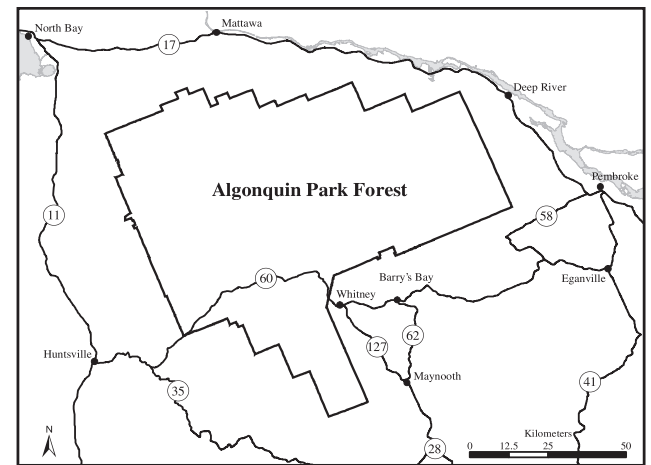 North Bay
Mattawa
17
Deep River
Pembroke
Algonquin Park Forest
11
58
60
Barry's Bay
Eganville
Whitney
62
127
Huntsville
Maynooth
35
41
N
Kilometers
0 12.5 25 50
28